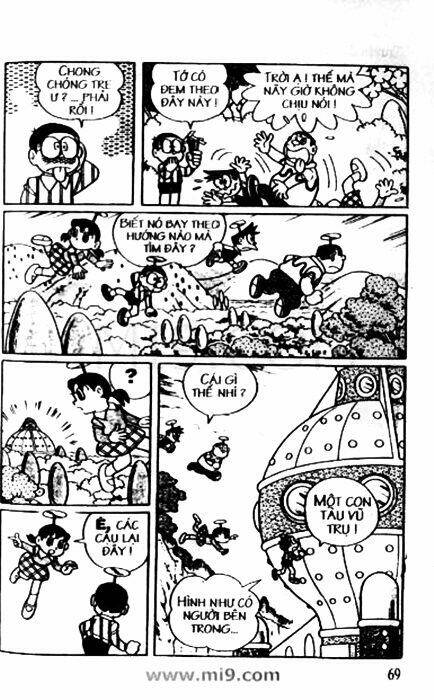 CHONG
CHÓNG TRE
Ư ? ... PHẢI
RỒI !
TỚ CÓ
ĐEM THEO
ĐÂY NÀY !
TRỜI Ạ ! THẾ MÀ
NÃY GIỜ KHÔNG
CHỊU NÓI !
BIẾT NÓ BAY THEO
HƯỚNG NÀO MÀ
TÌM ĐÂY ?
?
CÁI GÌ
THẾ NHỈ ?
MỘT CON
TÀU VŨ
TRỤ !
Ê, CÁC
CẬU LẠI
ĐÂY !
HÌNH NHƯ CÓ
NGƯỜI BÊN
TRONG...
69
www.mi9.com